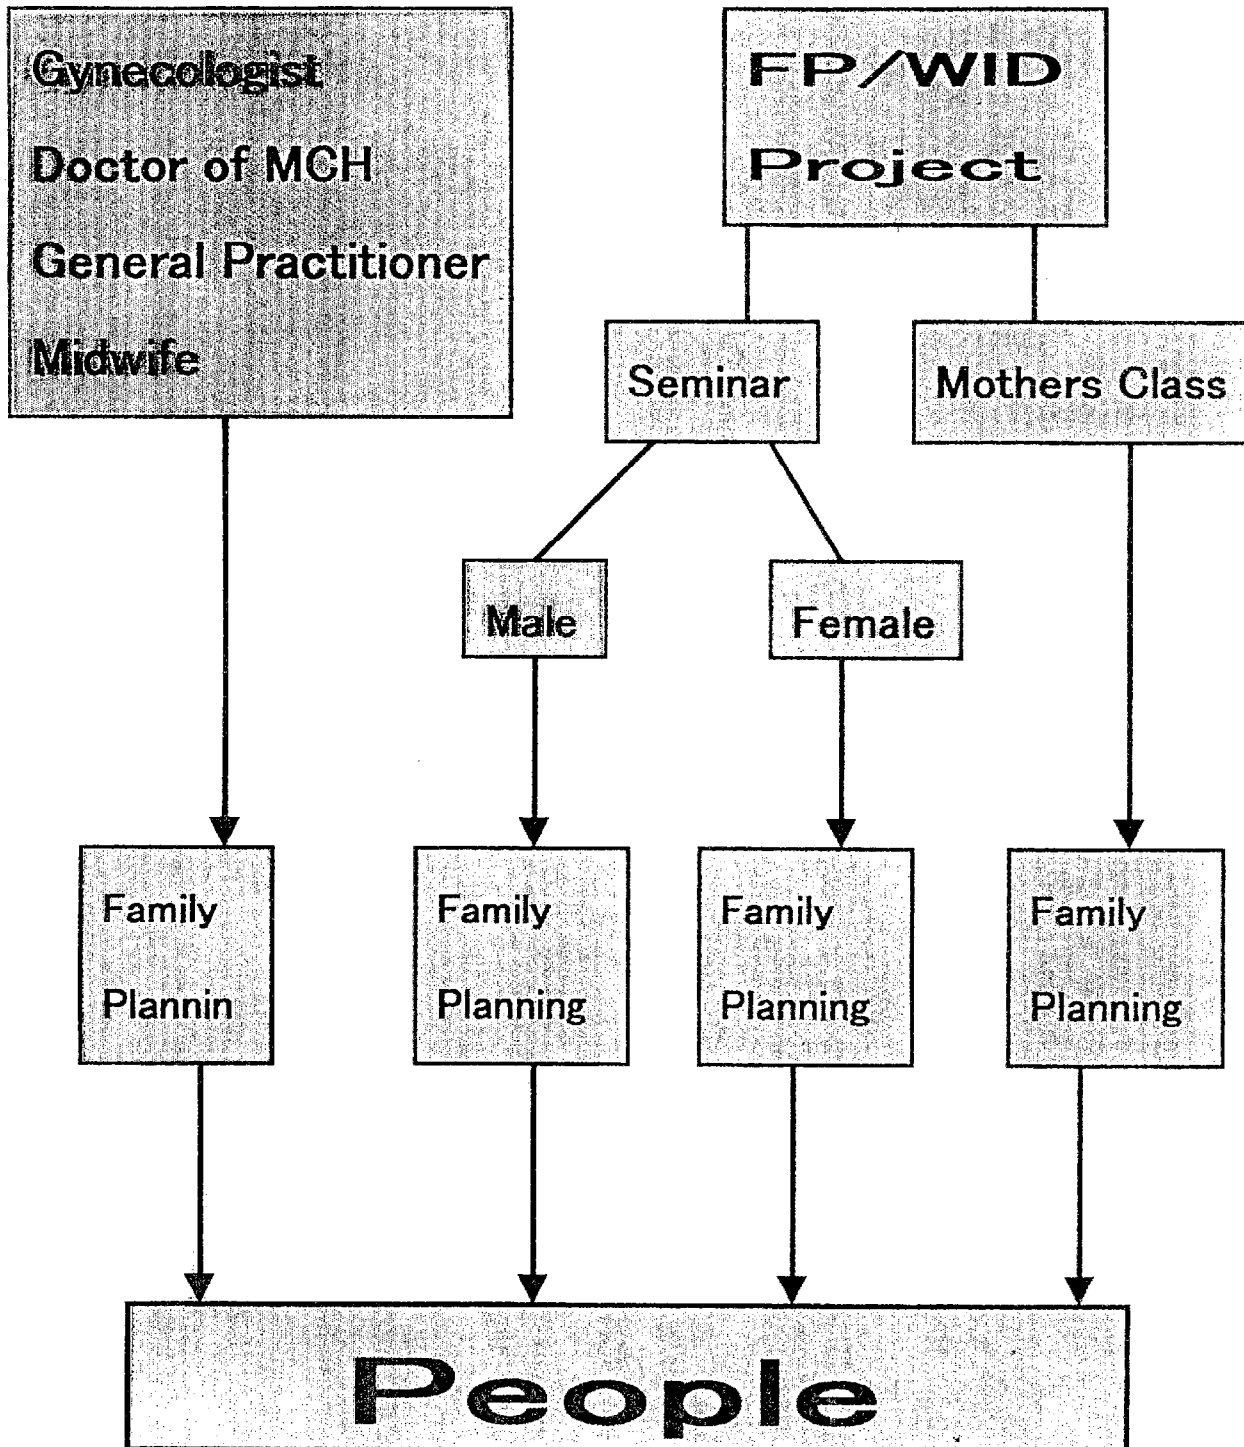 Gynecologist
Doctor of MCH
General Practitioner
Midwife
FP/WID
Project
Seminar
Mothers Class
Male
Female
Family
Plannin
Family
Planning
Family
Planning
Family
Planning
People